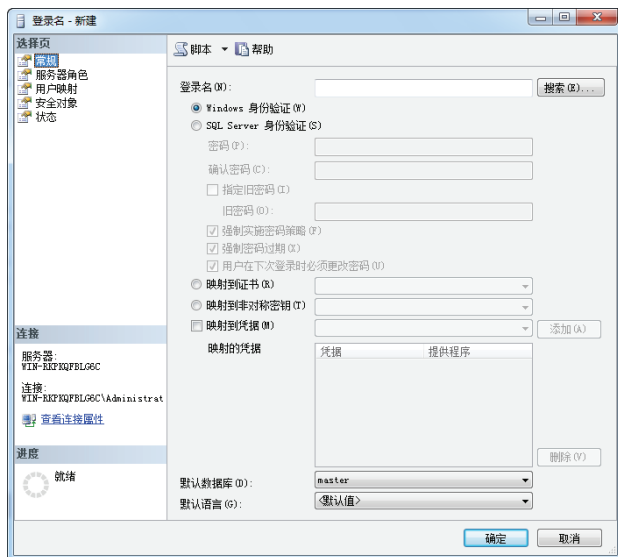 登录名 - 新建
选择页
常规
服务器角色
用户映射
安全对象
状态
脚本
帮助
登录名(N):
搜索(E)...
Windows 身份验证(W)
SQL Server 身份验证(S)
密码(P):
确认密码(C):
指定旧密码(I)
旧密码(O):
强制实施密码策略(F)
强制密码过期(X)
用户在下次登录时必须更改密码(U)
映射到证书(R)
映射到非对称密钥(T)
映射到凭据(M)
添加(A)
映射的凭据
凭据 提供程序
删除(V)
默认数据库(D):
master
默认语言(G):
<默认值>
连接
服务器:
WIN-RKPKQFBLG6C
连接:
WIN-RKPKQFBLG6C\Administrat
查看连接属性
进度
就绪
确定
取消